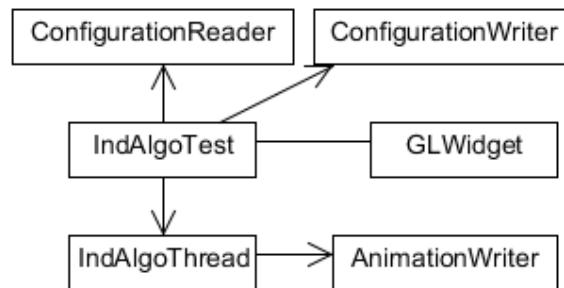 ConfigurationReader
ConfigurationWriter
IndAlgoTest
GLWidget
IndAlgoThread
AnimationWriter